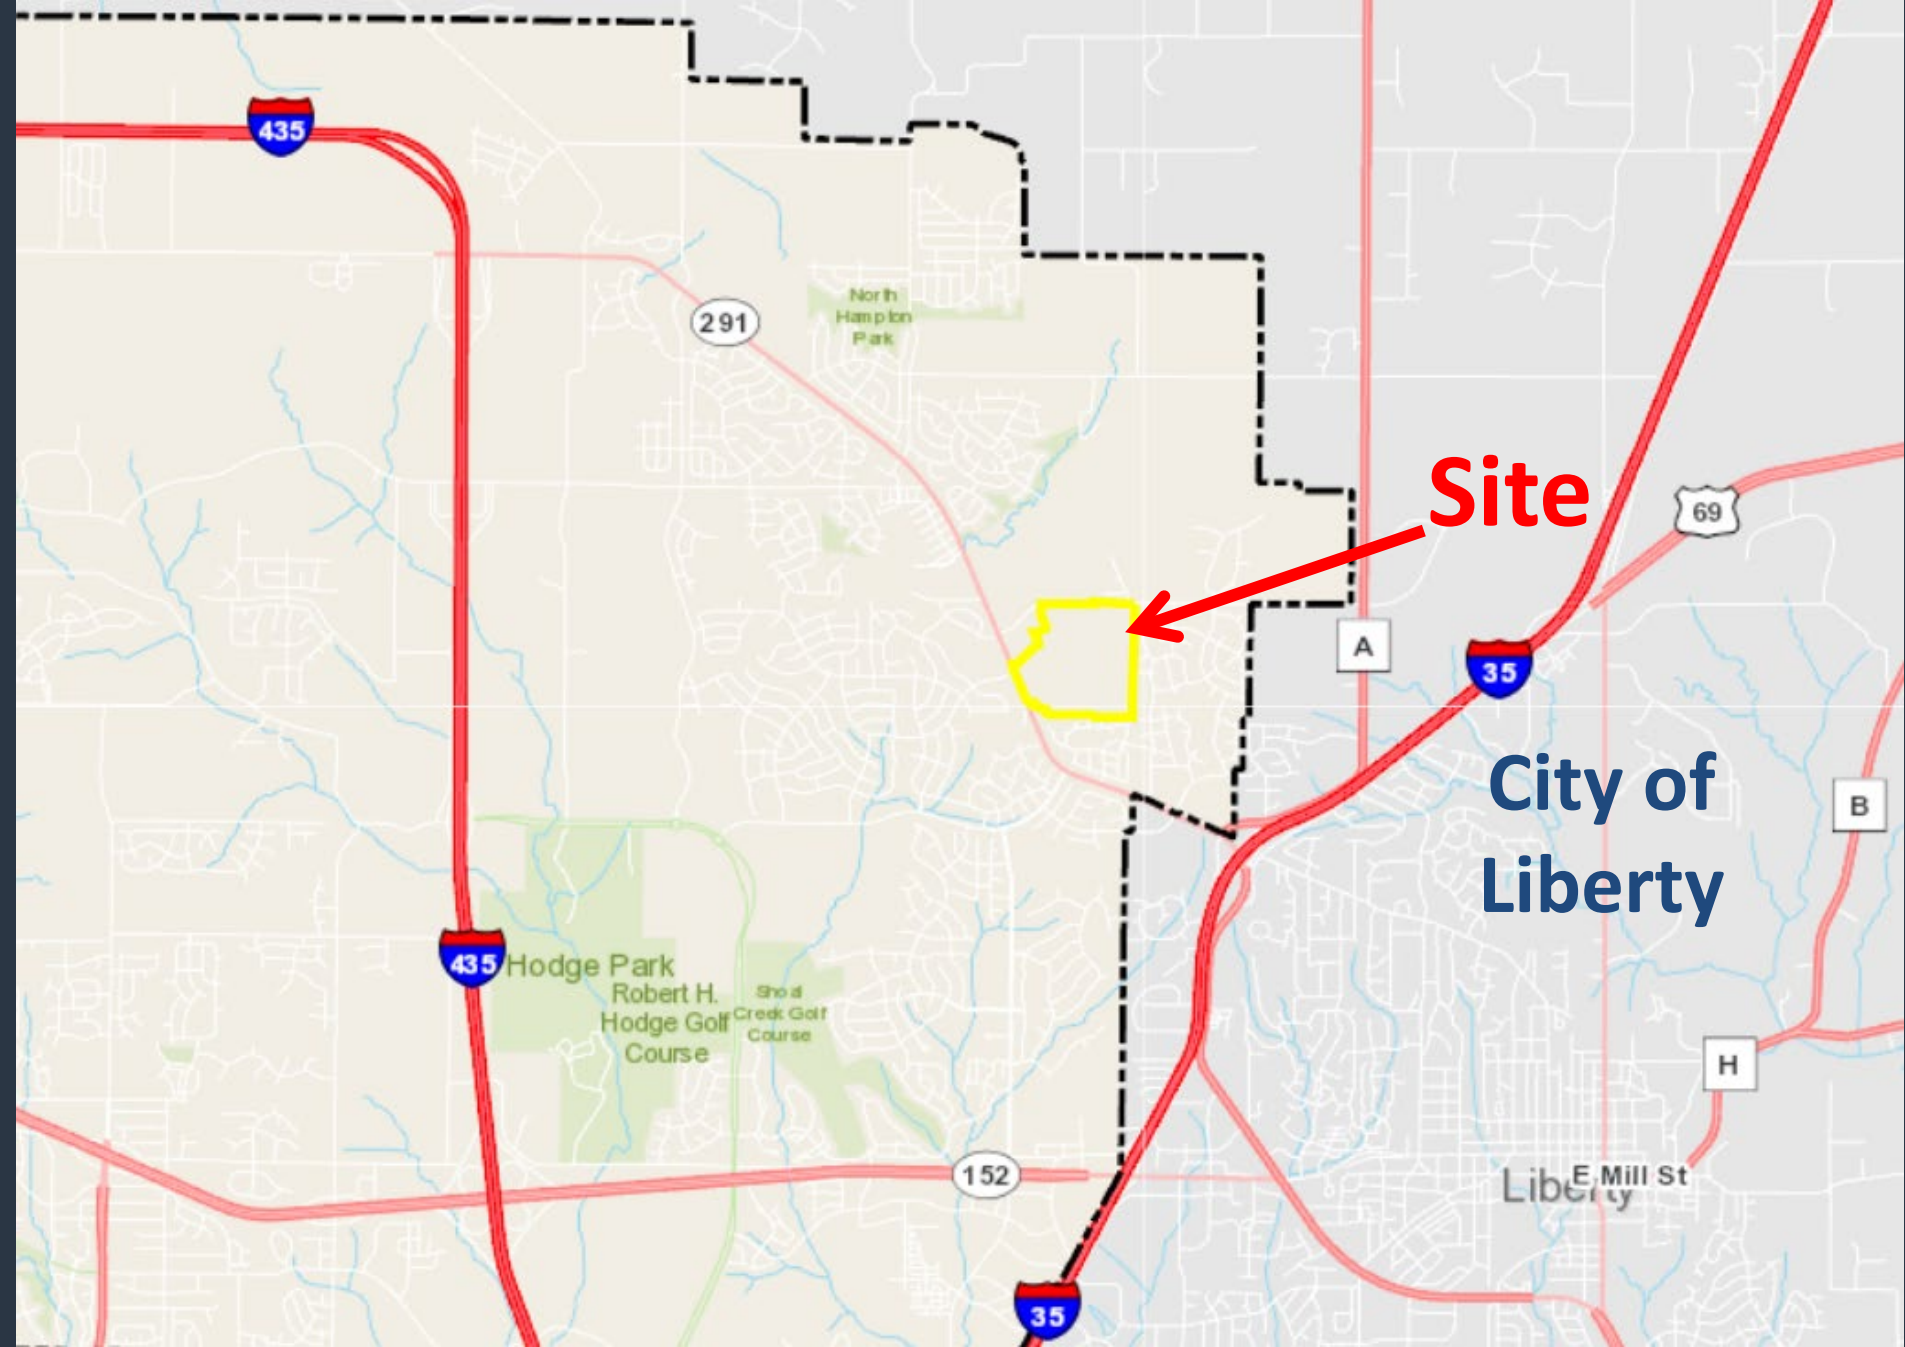 435
North
Hampton
Park
291
Site
69
A
35
City of
Liberty
B
435
Hodge Park
Robert H.
Hodge Golf
Course
Shoal
Creek Golf
Course
H
152
Liberty
E Mill St
35